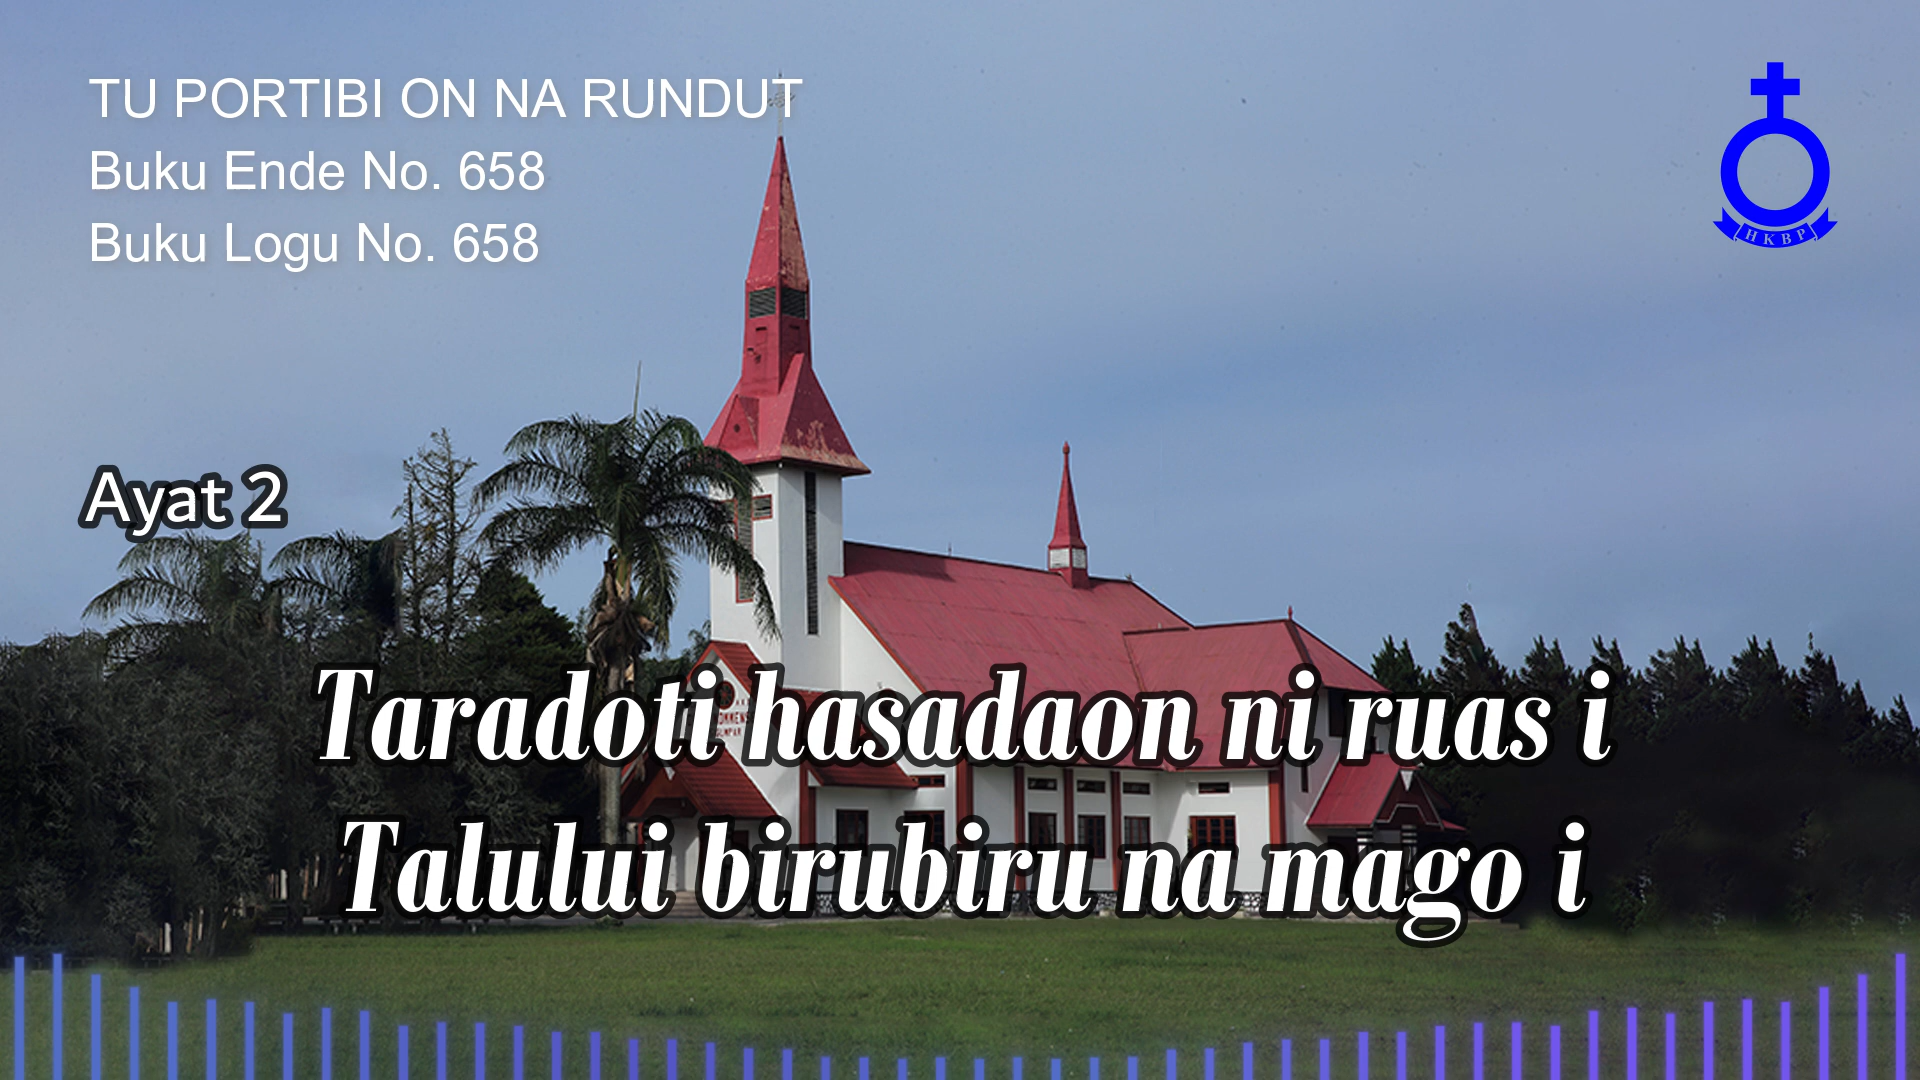 TU PORTIBI ON NA RUNDUT
Buku Ende No. 658
Buku Logu No. 658
HKBP
Ayat 2
Taradoti hasadaon ni ruas i
Talului birubiru na mago i